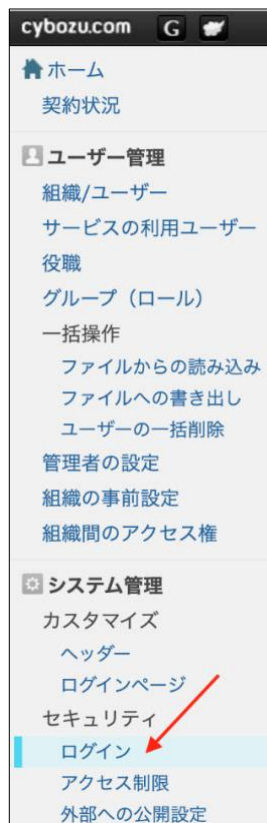 cybozu.com G
ホーム
契約状況
ユーザー管理
組織/ユーザー
サービスの利用ユーザー
役職
グループ（ロール）
一括操作
ファイルからの読み込み
ファイルへの書き出し
ユーザーの一括削除
管理者の設定
組織の事前設定
組織間のアクセス権
システム管理
カスタマイズ
ヘッダー
ログインページ
セキュリティ
ログイン
アクセス制限
外部への公開設定